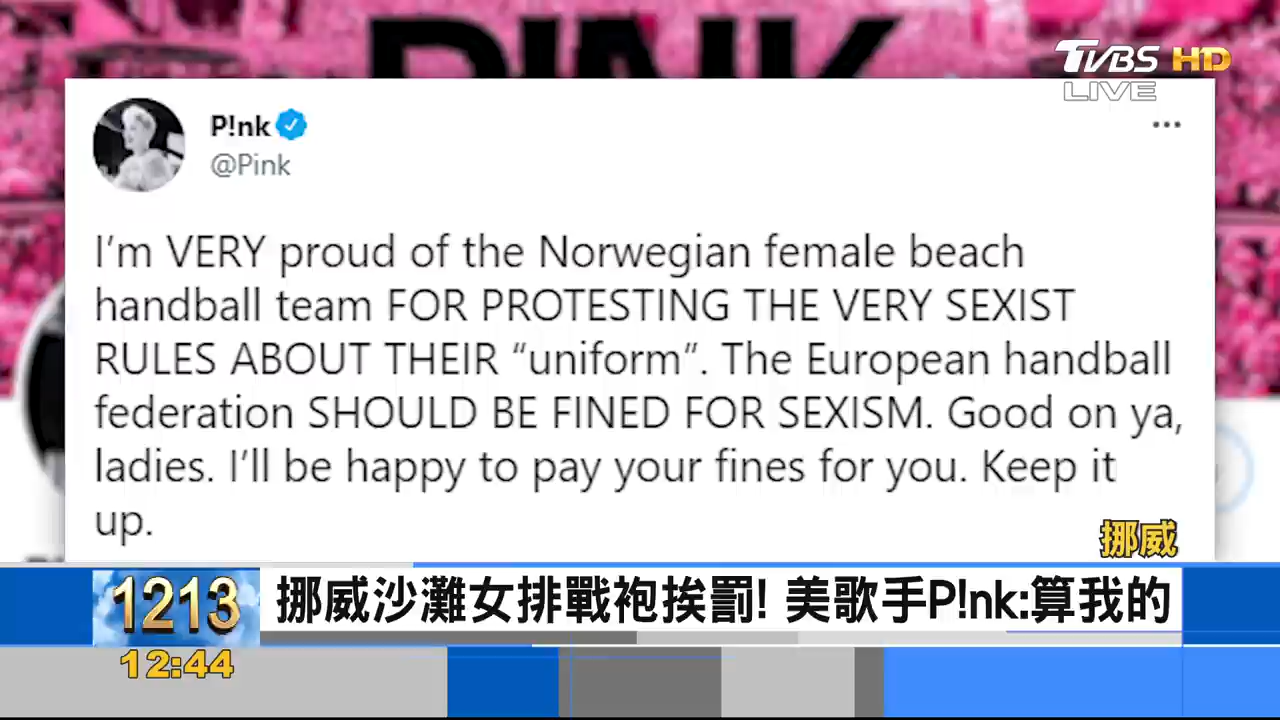 P!NK
TVBS HD
LIVE
P!nk
@Pink
I'm VERY proud of the Norwegian female beach
handball team FOR PROTESTING THE VERY SEXIST
RULES ABOUT THEIR “uniform”. The European handball
federation SHOULD BE FINED FOR SEXISM. Good on ya,
ladies. I'll be happy to pay your fines for you. Keep it
up.
挪威
1213
挪威沙灘女排戰袍挨罰! 美歌手P!nk:算我的
12:44